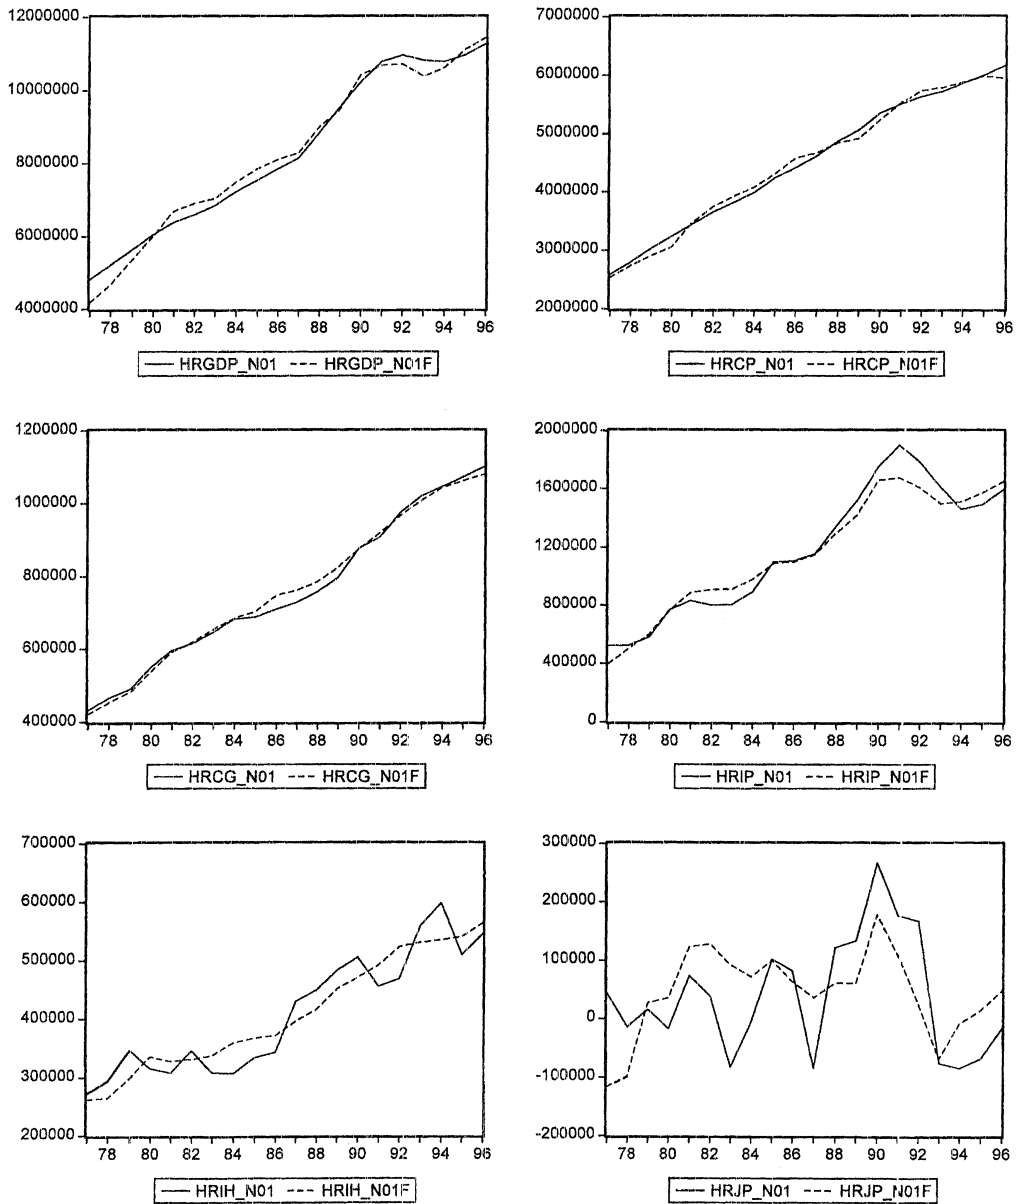 12000000
10000000
8000000
6000000
4000000
78 80 82 84 86 88 90 92 94 96
HRGDP_N01 HRGDP_N01F
7000000
6000000
5000000
4000000
3000000
2000000
78 80 82 84 86 88 90 92 94 96
HRCP_N01 HRCP_N01F
1200000
1000000
800000
600000
400000
78 80 82 84 86 88 90 92 94 96
HRCG_N01 HRCG_N01F
2000000
1600000
1200000
800000
400000
0
78 80 82 84 86 88 90 92 94 96
HRIP_N01 HRIP_N01F
700000
600000
500000
400000
300000
200000
78 80 82 84 86 88 90 92 94 96
HRIH_N01 HRIH_N01F
300000
200000
100000
0
-100000
-200000
78 80 82 84 86 88 90 92 94 96
HRJP_N01 HRJP_N01F